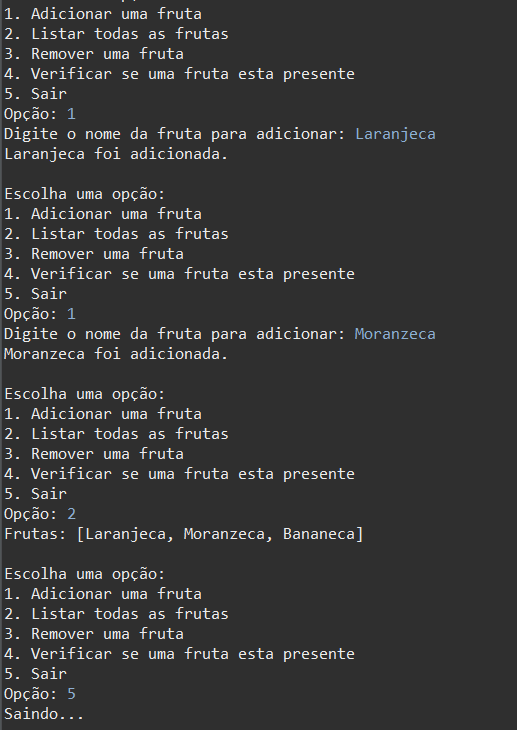 1. Adicionar uma fruta
2. Listar todas as frutas
3. Remover uma fruta
4. Verificar se uma fruta esta presente
5. Sair
Opção: 1
Digite o nome da fruta para adicionar: Laranjeca
Laranjeca foi adicionada.

Escolha uma opção:
1. Adicionar uma fruta
2. Listar todas as frutas
3. Remover uma fruta
4. Verificar se uma fruta esta presente
5. Sair
Opção: 1
Digite o nome da fruta para adicionar: Moranzeca
Moranzeca foi adicionada.

Escolha uma opção:
1. Adicionar uma fruta
2. Listar todas as frutas
3. Remover uma fruta
4. Verificar se uma fruta esta presente
5. Sair
Opção: 2
Frutas: [Laranjeca, Moranzeca, Bananeca]

Escolha uma opção:
1. Adicionar uma fruta
2. Listar todas as frutas
3. Remover uma fruta
4. Verificar se uma fruta esta presente
5. Sair
Opção: 5
Saindo...